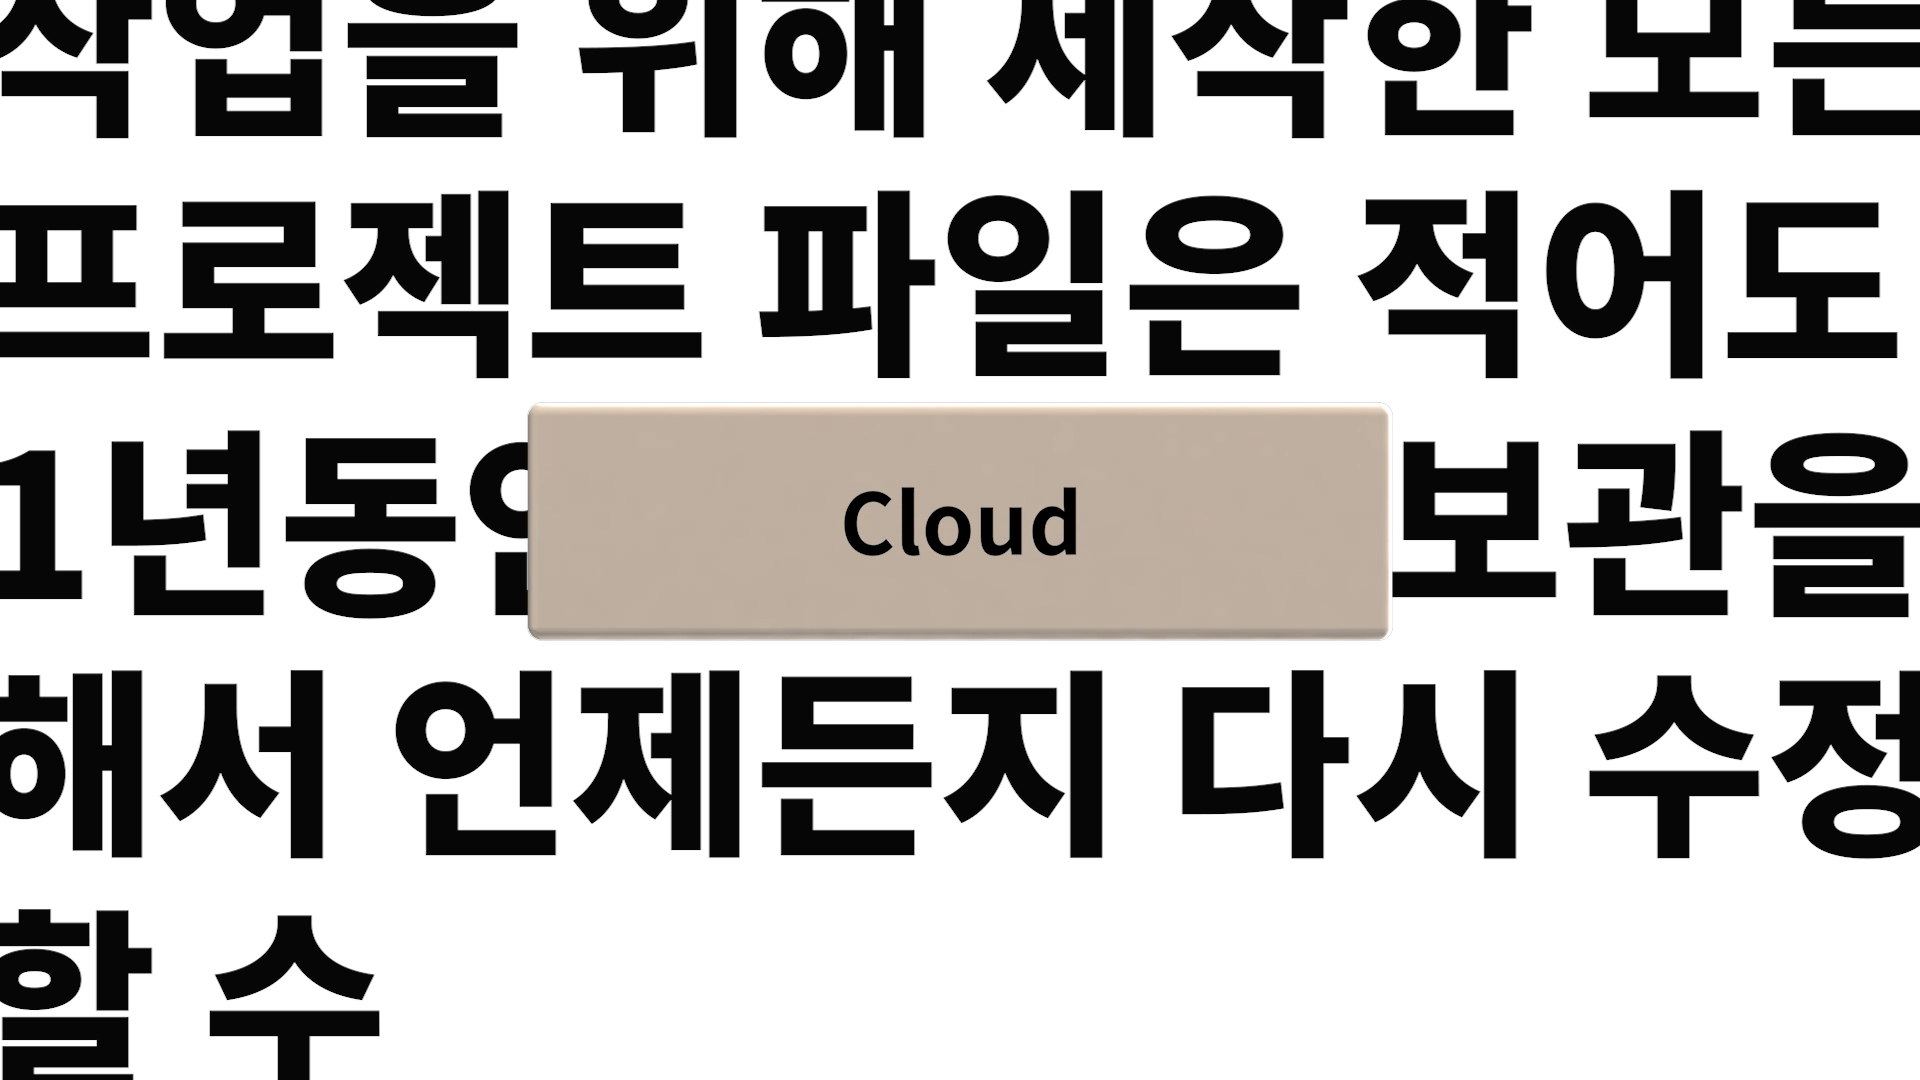 작업을 위해 제작한 모든
프로젝트 파일은 적어도
1년동안 보관을
Cloud
해서 언제든지 다시 수정
할 수